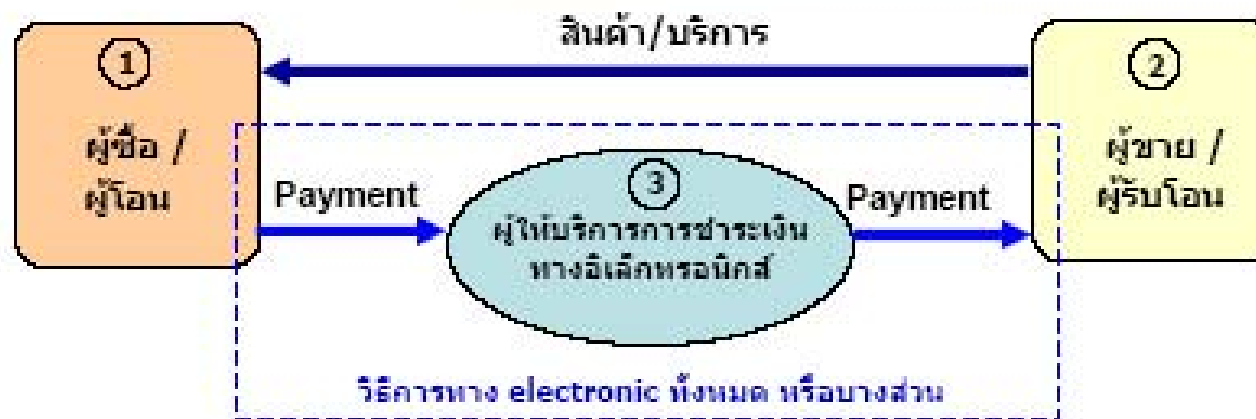 สินค้า/บริการ
1
ผู้ซื้อ /
ผู้โอน
2
ผู้ขาย /
ผู้รับโอน
Payment
3
ผู้ให้บริการการชำระเงิน
ทางอิเล็กทรอนิกส์
Payment
วิธีการทาง electronic ทั้งหมด หรือบางส่วน